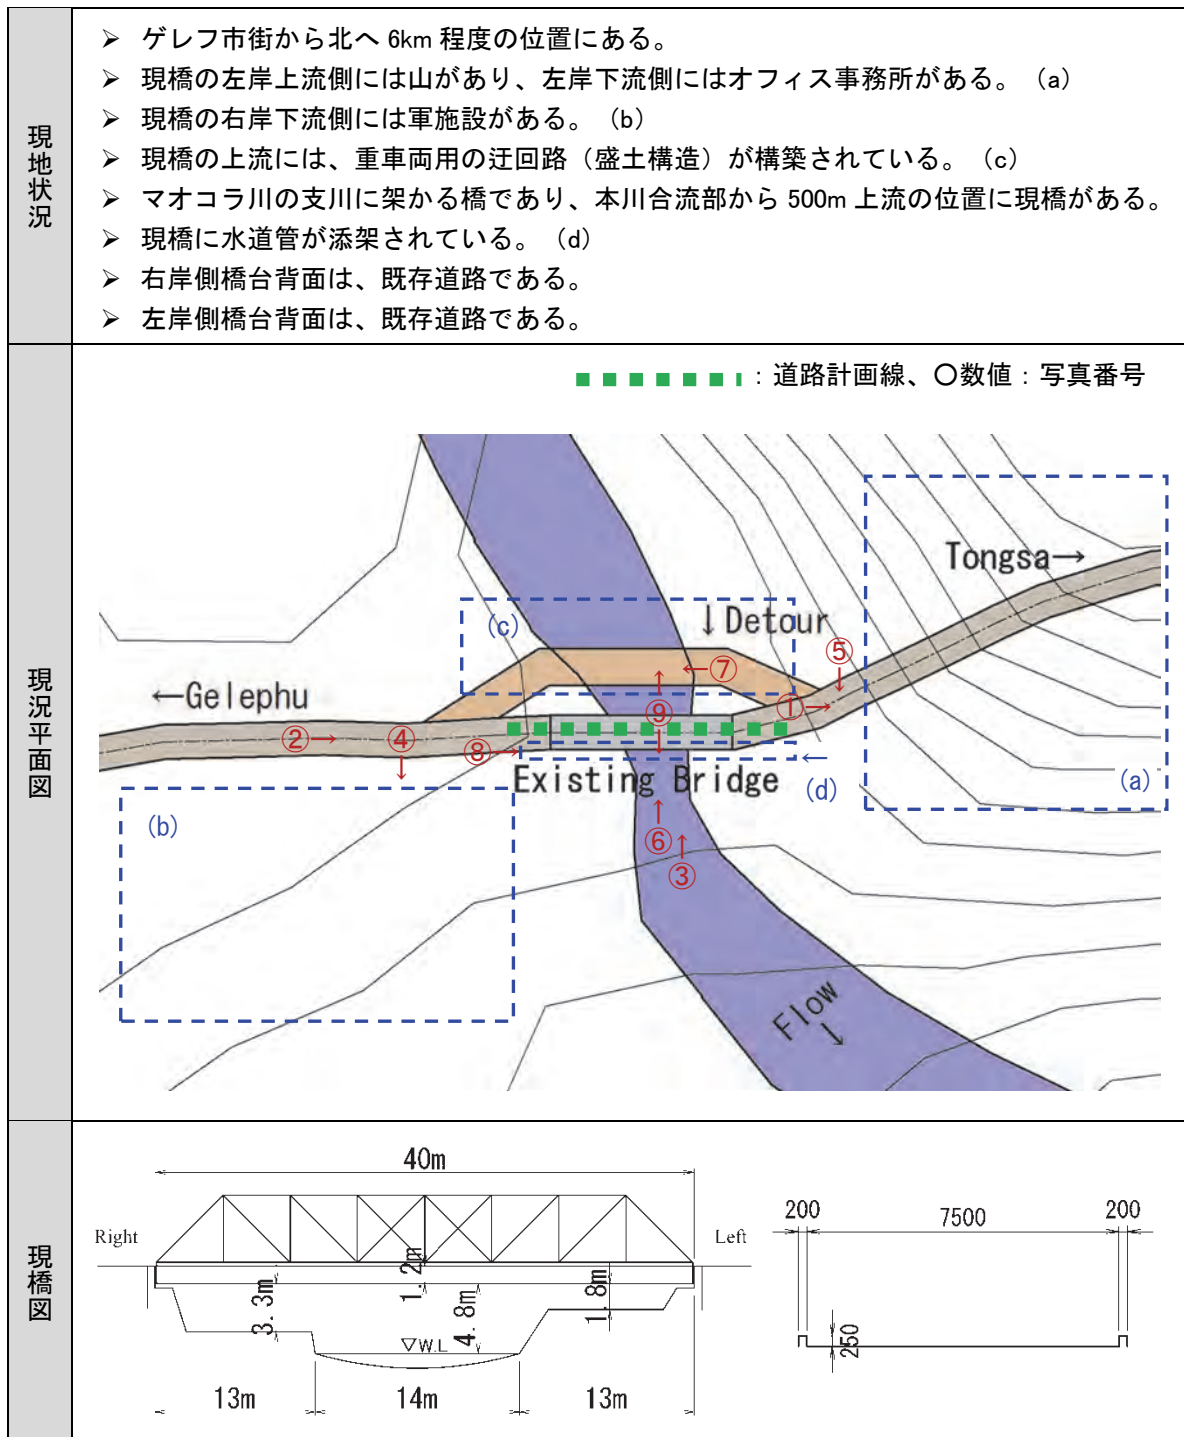 現地状況
➢ ゲレフ市街から北へ 6km 程度の位置にある。
➢ 現橋の左岸上流側には山があり、左岸下流側にはオフィス事務所がある。 (a)
➢ 現橋の右岸下流側には軍施設がある。 (b)
➢ 現橋の上流には、重車両用の迂回路（盛土構造）が構築されている。 (c)
➢ マオコラ川の支川に架かる橋であり、本川合流部から 500m 上流の位置に現橋がある。
➢ 現橋に水道管が添架されている。 (d)
➢ 右岸側橋台背面は、既存道路である。
➢ 左岸側橋台背面は、既存道路である。
現況平面図
：道路計画線、〇数値：写真番号
Tongsa→
(c)
↓Detour
⑤
←⑦
←Gelephu
①→
⑨
②→
④
⑧→
Existing Bridge
←
(d)
(a)
(b)
⑥
③
Flow
現橋図
40m
Right
Left
1.2m
3.3m
4.8m
1.8m
▽W.L
13m
14m
13m
200
7500
200
250